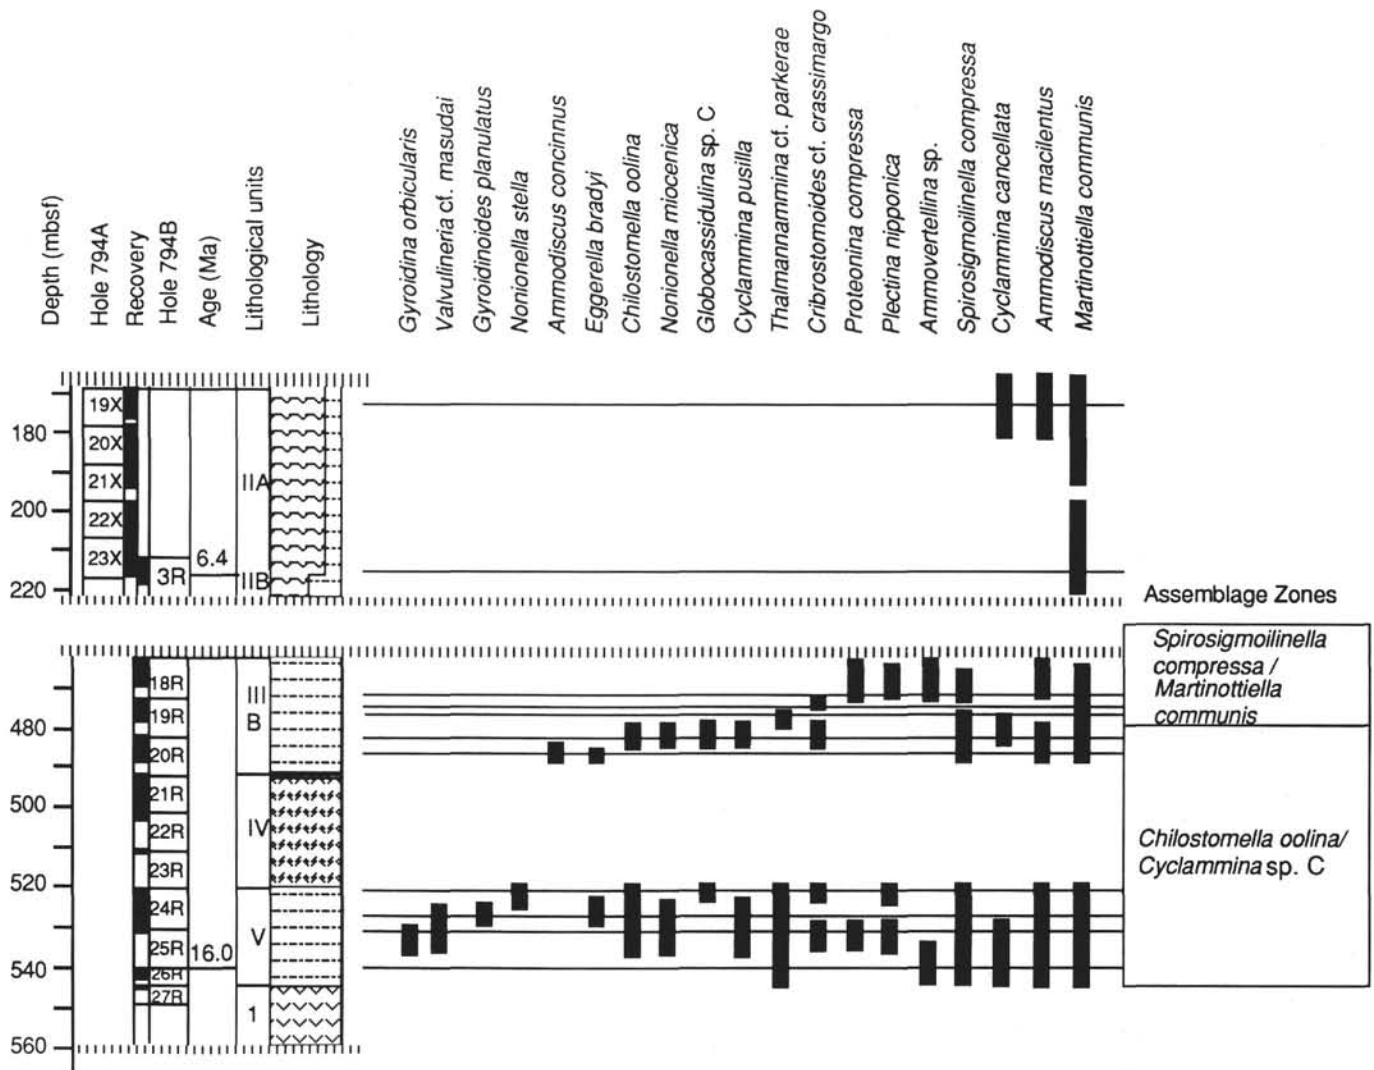 Depth (mbsf)
Hole 794A
Recovery
Hole 794B
Age (Ma)
Lithological units
Lithology
Gyroidina orbicularis
Valvulineria cf. masudai
Gyroidinoides planulatus
Nonionella stella
Ammodiscus concinnus
Eggerella bradyi
Chilostomella oolina
Nonionella miocenica
Globocassidulina sp. C
Cyclammina pusilla
Thalmannammina cf. parkerae
Cribrostomoides cf. crassimargo
Proteonina compressa
Plectina nipponica
Ammovertellina sp.
Spirosigmoilinella compressa
Cyclammina cancellata
Ammodiscus macilentus
Martinottiella communis
180
200
220
480
500
520
540
560
19X
20X
21X
22X
23X
3R
6.4
IIA
IIB
18R
19R
20R
21R
22R
23R
24R
25R
26R
27R
16.0
III
B
IV
V
1
Assemblage Zones
Spirosigmoilinella
compressa /
Martinottiella
communis
Chilostomella oolina/
Cyclammina sp. C